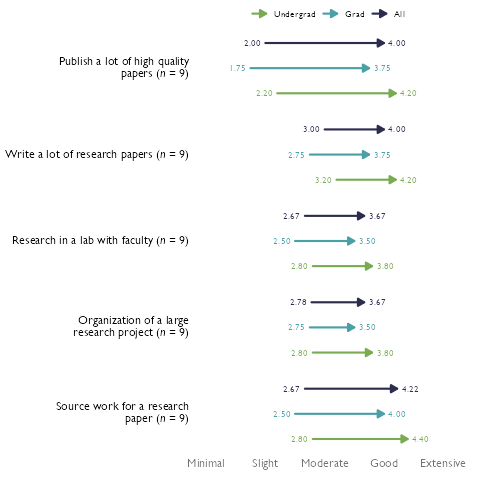 Undergrad Grad All
2.00 4.00
Publish a lot of high quality
papers (n = 9)
1.75 3.75
2.20 4.20
3.00 4.00
Write a lot of research papers (n = 9)
2.75 3.75
3.20 4.20
2.67 3.67
Research in a lab with faculty (n = 9)
2.50 3.50
2.80 3.80
2.78 3.67
Organization of a large
research project (n = 9)
2.75 3.50
2.80 3.80
2.67 4.22
Source work for a research
paper (n = 9)
2.50 4.00
2.80 4.40
Minimal Slight Moderate Good Extensive